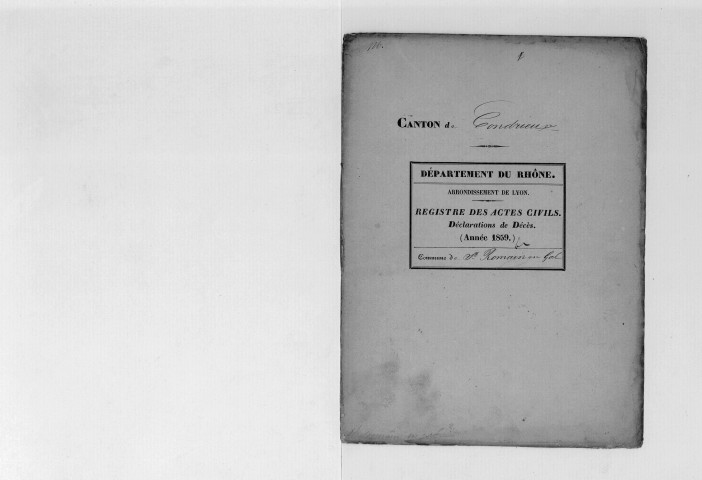 CANTON de Condrieu
DÉPARTEMENT DU RHÔNE.
ARRONDISSEMENT DE LYON.
REGISTRE DES ACTES CIVILS.
Déclarations de Décès.
(Année 1859.)
Commune de St Romain en Gal